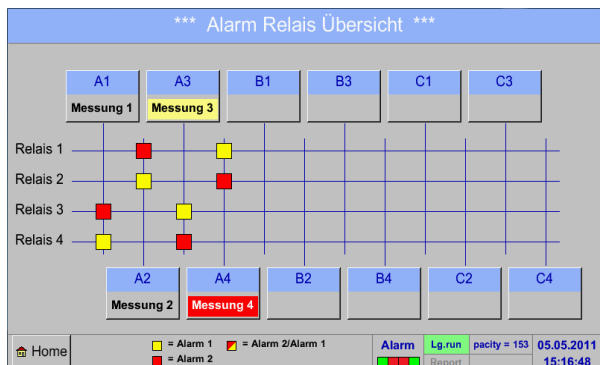 *** Alarm Relais Übersicht ***
A1 A3 B1 B3 C1 C3
Messung 1 Messung 3
Relais 1
Relais 2
Relais 3
Relais 4
A2 A4 B2 B4 C2 C4
Messung 2 Messung 4
Home
= Alarm 1 = Alarm 2/Alarm 1
= Alarm 2
Alarm Lg.run pacity = 153 05.05.2011
Report 15:16:48